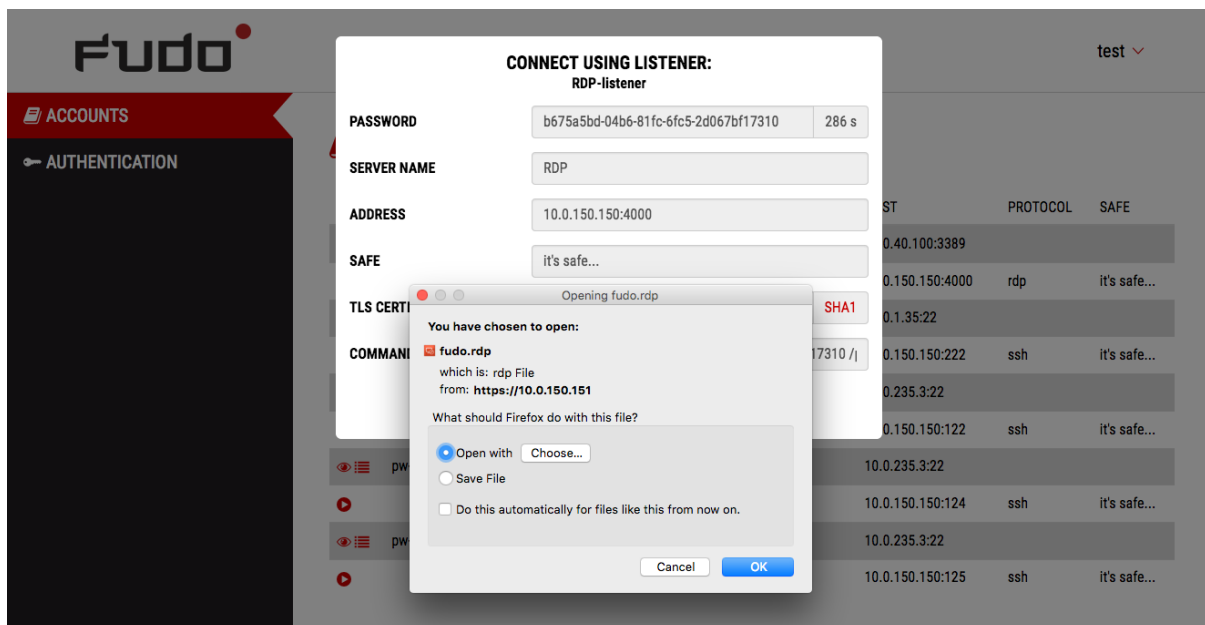 Fudo
test
ACCOUNTS
AUTHENTICATION
CONNECT USING LISTENER:
RDP-listener
PASSWORD b675a5bd-04b6-81fc-6fc5-2d067bf17310 286 s
SERVER NAME RDP
ADDRESS 10.0.150.150:4000
SAFE it's safe...
TLS CERTI SHA1
COMMAND 17310 /p
Opening fudo.rdp
You have chosen to open:
fudo.rdp
which is: rdp File
from: https://10.0.150.151
What should Firefox do with this file?
Open with Choose...
Save File
Do this automatically for files like this from now on.
Cancel OK
ST PROTOCOL SAFE
0.40.100:3389
0.150.150:4000 rdp it's safe...
0.1.35:22
0.150.150:222 ssh it's safe...
0.235.3:22
0.150.150:122 ssh it's safe...
pw- 10.0.235.3:22
10.0.150.150:124 ssh it's safe...
pw- 10.0.235.3:22
10.0.150.150:125 ssh it's safe...